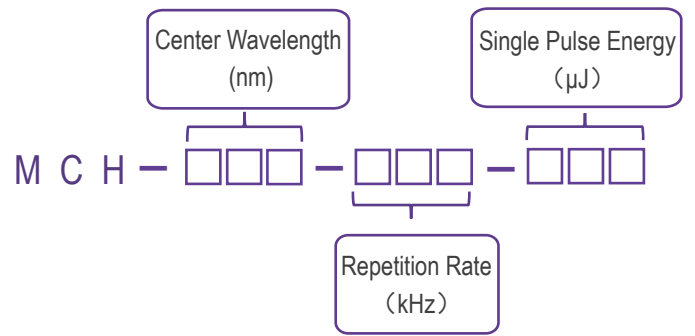 Center Wavelength
(nm)
Single Pulse Energy
（μJ）
M C H — □□□ — □□□ — □□□
Repetition Rate
（kHz）